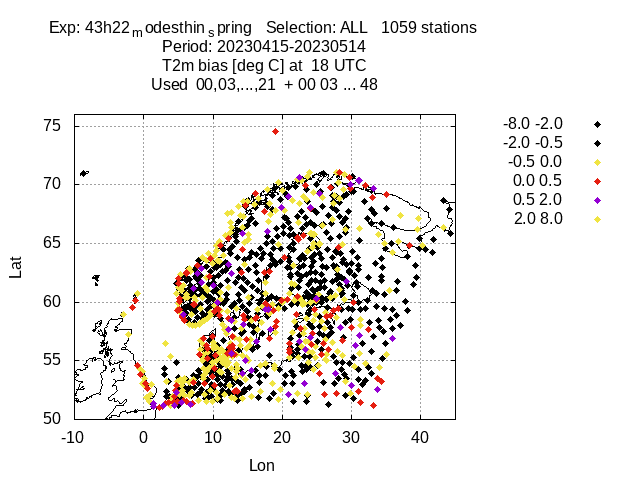 Exp: 43h22modesthinspring Selection: ALL 1059 stations
Period: 20230415-20230514
T2m bias [deg C] at 18 UTC
Used 00,03,...,21 + 00 03 ... 48
-8.0 -2.0
-2.0 -0.5
-0.5 0.0
0.0 0.5
0.5 2.0
2.0 8.0
75
70
65
60
55
50
Lat
-10 0 10 20 30 40
Lon